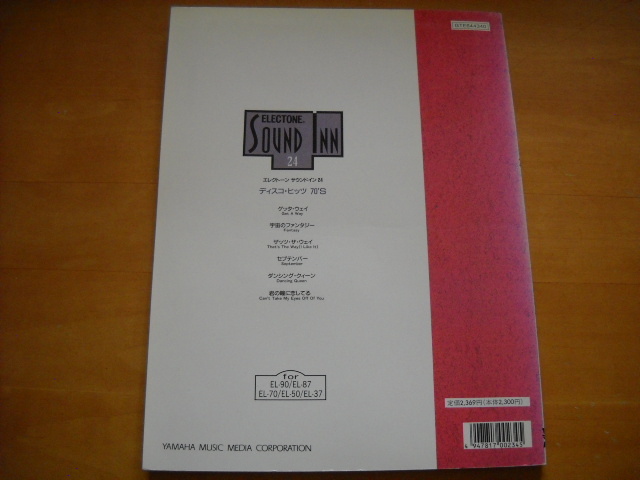 GTE544240
ELECTONE.
SOUND INN
24
エレクトーン サウンドイン 24
ディスコ・ヒッツ 70'S
ゲッタ・ウェイ
Get A Way
宇宙のファンタジー
Fantasy
ザッツ・ザ・ウェイ
That's The Way(I Like It)
セプテンバー
September
ダンシング・クィーン
Dancing Queen
君の瞳に恋してる
Can't Take My Eyes Off Of You
for
EL-90/EL-87
EL-70/EL-50/EL-37
定価2,369円(本体2,300円)
4 947817 002345
YAMAHA MUSIC MEDIA CORPORATION